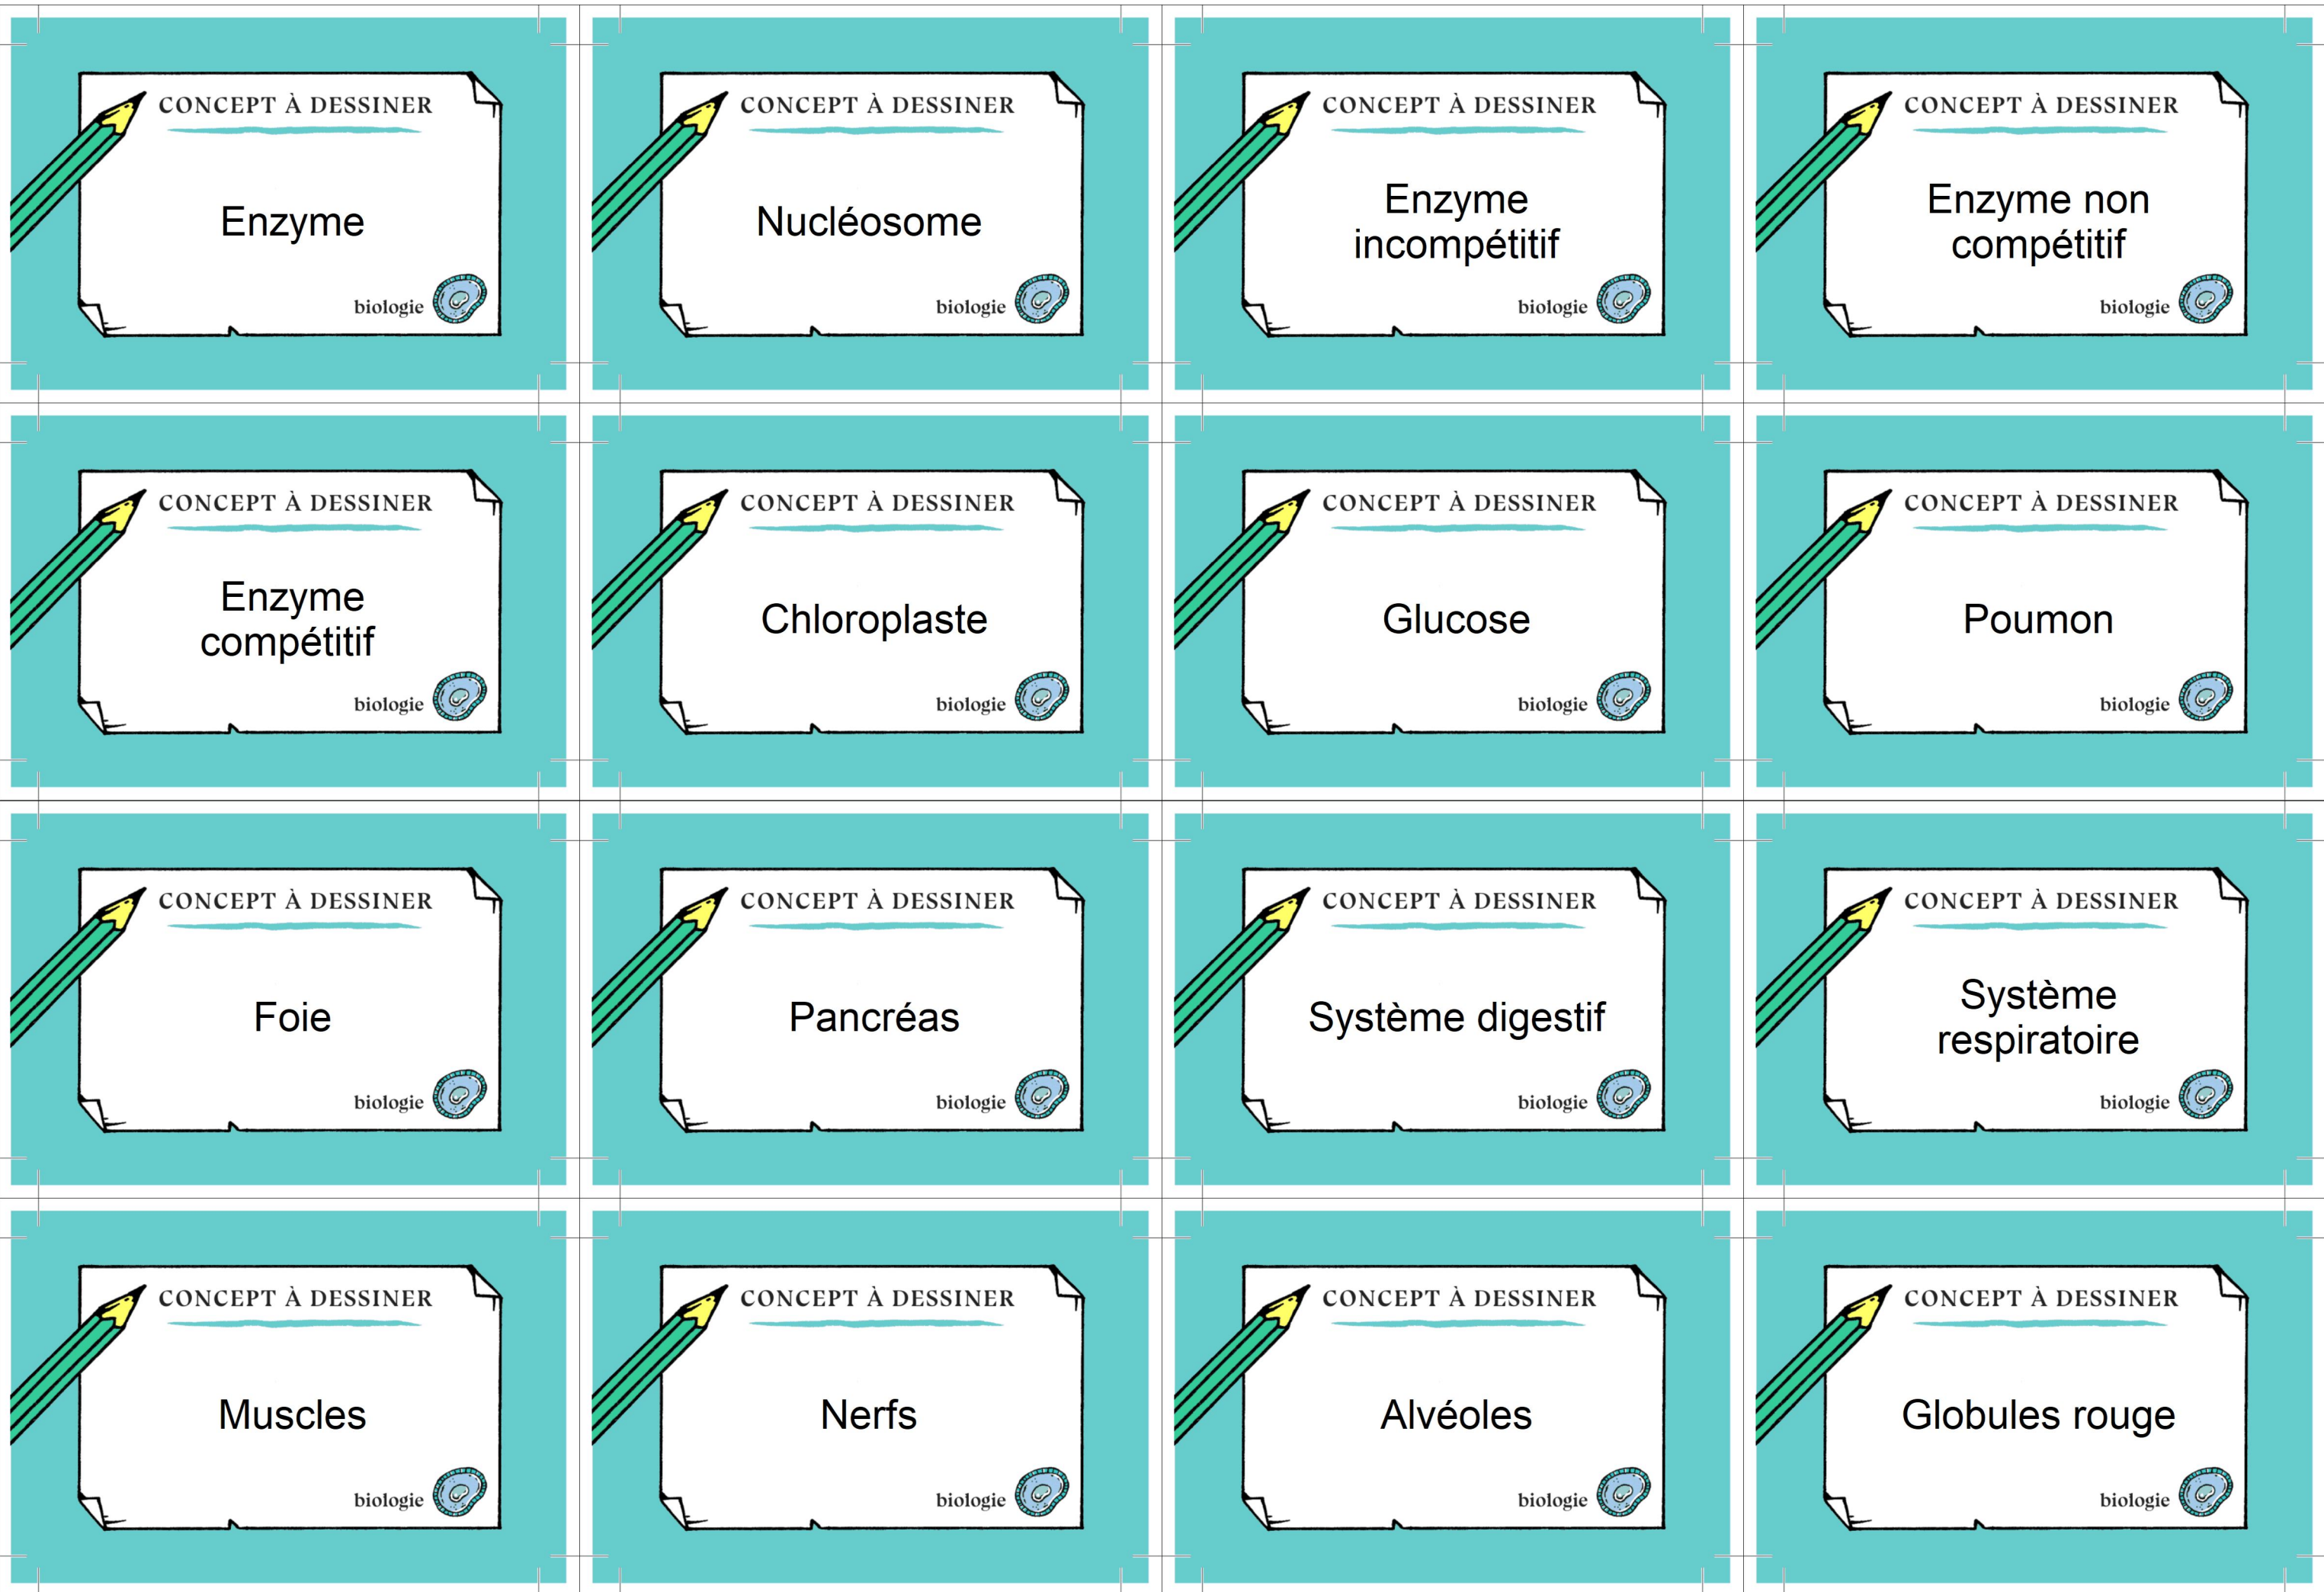 CONCEPT À DESSINER
Enzyme
biologie
CONCEPT À DESSINER
Nucléosome
biologie
CONCEPT À DESSINER
Enzyme
incompétitif
biologie
CONCEPT À DESSINER
Enzyme non
compétitif
biologie
CONCEPT À DESSINER
Enzyme
compétitif
biologie
CONCEPT À DESSINER
Chloroplaste
biologie
CONCEPT À DESSINER
Glucose
biologie
CONCEPT À DESSINER
Poumon
biologie
CONCEPT À DESSINER
Foie
biologie
CONCEPT À DESSINER
Pancréas
biologie
CONCEPT À DESSINER
Système digestif
biologie
CONCEPT À DESSINER
Système
respiratoire
biologie
CONCEPT À DESSINER
Muscles
biologie
CONCEPT À DESSINER
Nerfs
biologie
CONCEPT À DESSINER
Alvéoles
biologie
CONCEPT À DESSINER
Globules rouge
biologie